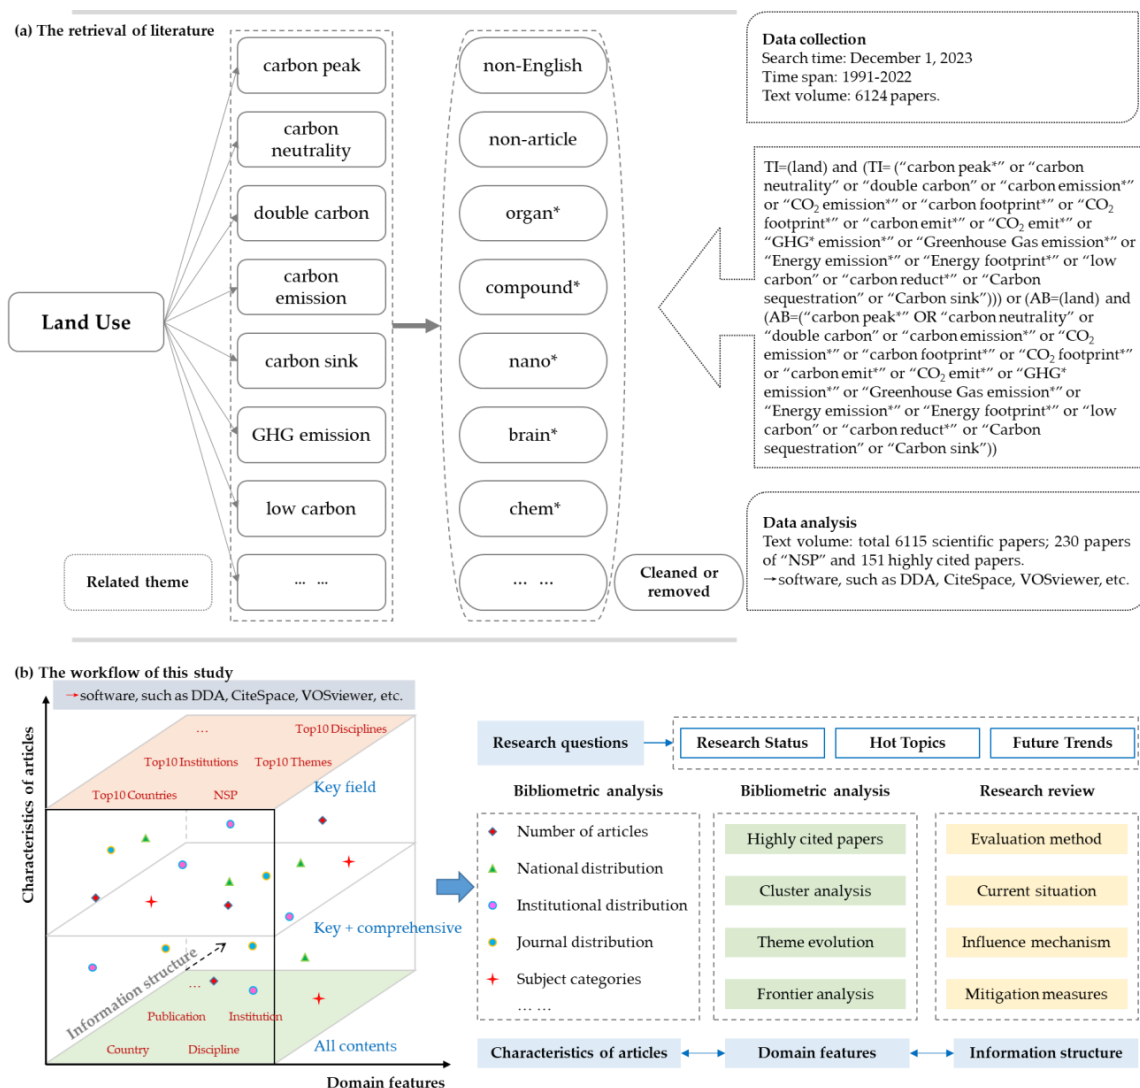 (a) The retrieval of literature
Land Use
Related theme
carbon peak
carbon
neutrality
double carbon
carbon
emission
carbon sink
GHG emission
low carbon
... ...
non-English
non-article
organ*
compound*
nano*
brain*
chem*
... ...
Cleaned or
removed
Data collection
Search time: December 1, 2023
Time span: 1991-2022
Text volume: 6124 papers.
TI=(land) and (TI= (“carbon peak*” or “carbon
neutrality” or “double carbon” or “carbon emission*”
or “CO₂ emission*” or “carbon footprint*” or “CO₂
footprint*” or “carbon emit*” or “CO₂ emit*” or
“GHG* emission*” or “Greenhouse Gas emission*” or
“Energy emission*” or “Energy footprint*” or “low
carbon” or “carbon reduct*” or “Carbon
sequestration” or “Carbon sink”))) or (AB=(land) and
(AB=(“carbon peak*” OR “carbon neutrality” or
“double carbon” or “carbon emission*” or “CO₂
emission*” or “carbon footprint*” or “CO₂ footprint*”
or “carbon emit*” or “CO₂ emit*” or “GHG*
emission*” or “Greenhouse Gas emission*” or
“Energy emission*” or “Energy footprint*” or “low
carbon” or “carbon reduct*” or “Carbon
sequestration” or “Carbon sink”))
Data analysis
Text volume: total 6115 scientific papers; 230 papers
of “NSP” and 151 highly cited papers.
→software, such as DDA, CiteSpace, VOSviewer, etc.
(b) The workflow of this study
→software, such as DDA, CiteSpace, VOSviewer, etc.
Characteristics of articles
... Top10 Disciplines
Top10 Institutions Top10 Themes
Top10 Countries NSP
Key field
Key + comprehensive
Information structure
...
Publication Institution
Country Discipline
All contents
Domain features
Research questions
Research Status
Hot Topics
Future Trends
Bibliometric analysis
Number of articles
National distribution
Institutional distribution
Journal distribution
Subject categories
... ...
Characteristics of articles
Bibliometric analysis
Highly cited papers
Cluster analysis
Theme evolution
Frontier analysis
Domain features
Research review
Evaluation method
Current situation
Influence mechanism
Mitigation measures
Information structure